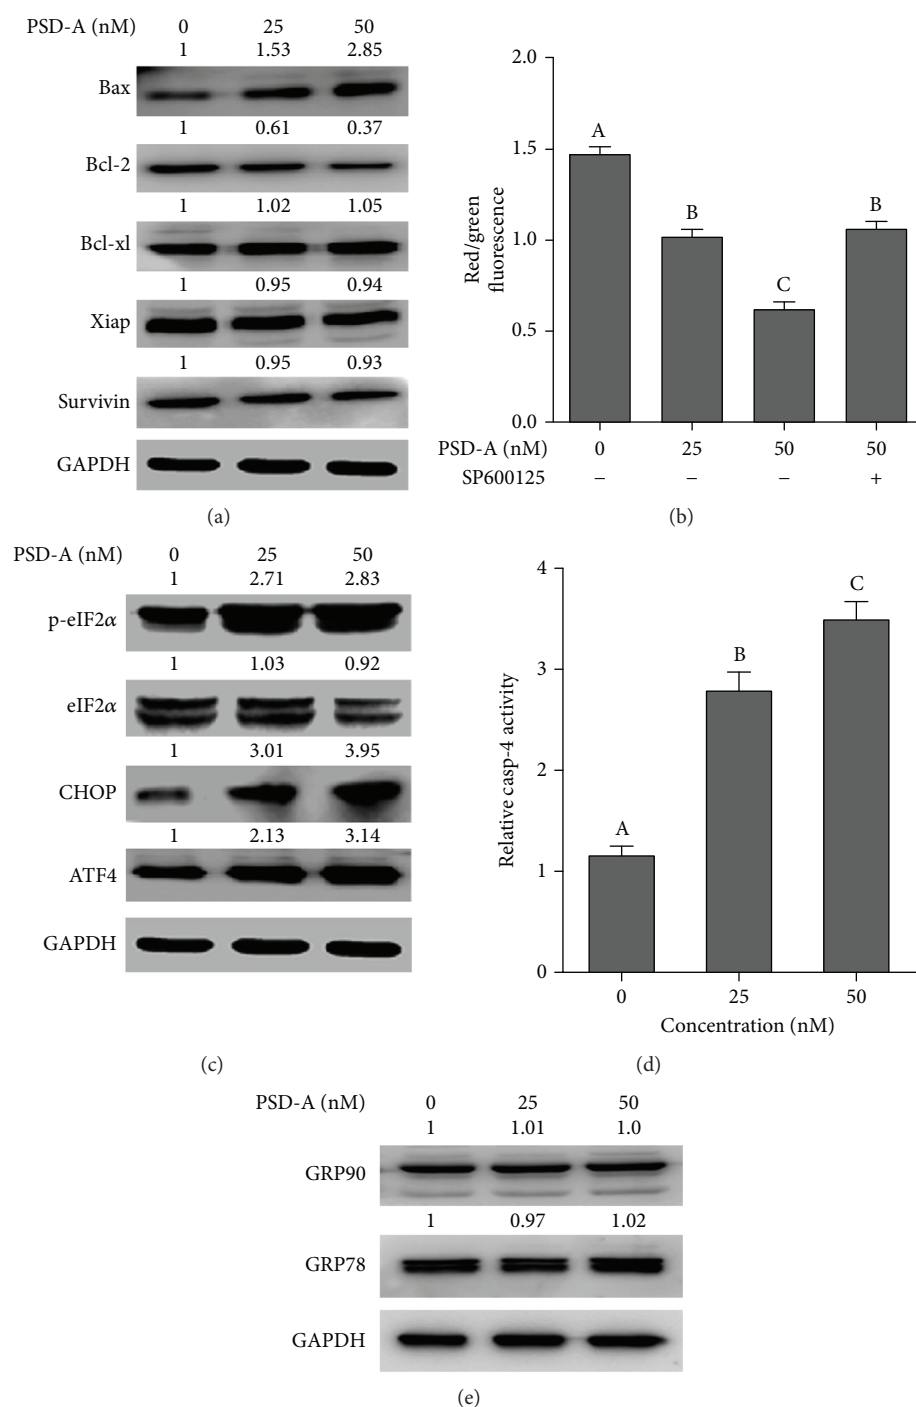 PSD-A (nM) 0 25 50
1 1.53 2.85
Bax
1 0.61 0.37
Bcl-2
1 1.02 1.05
Bcl-xl
1 0.95 0.94
Xiap
1 0.95 0.93
Survivin
GAPDH
(a)
2.0
1.5
1.0
0.5
0.0
Red/green
fluorescence
A
B
C
B
PSD-A (nM) 0 25 50 50
SP600125 − − − +
(b)
PSD-A (nM) 0 25 50
1 2.71 2.83
p-eIF2α
1 1.03 0.92
eIF2α
1 3.01 3.95
CHOP
1 2.13 3.14
ATF4
GAPDH
(c)
4
3
2
1
0
Relative casp-4 activity
A
B
C
0 25 50
Concentration (nM)
(d)
PSD-A (nM) 0 25 50
1 1.01 1.0
GRP90
1 0.97 1.02
GRP78
GAPDH
(e)